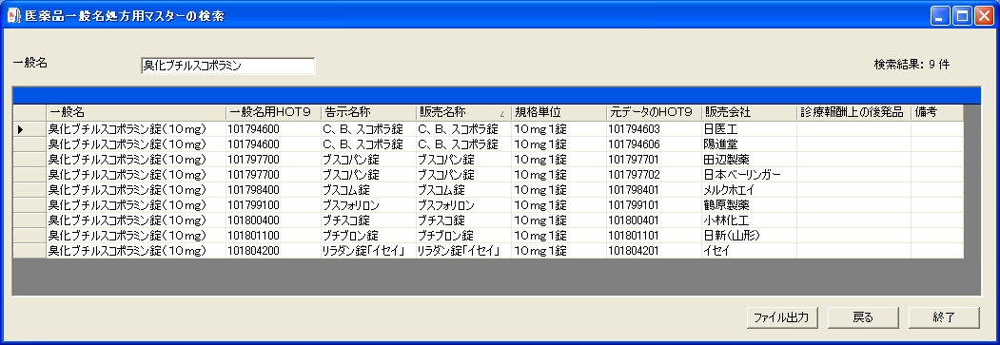 医薬品一般名処方用マスターの検索
一般名 臭化ブチルスコポラミン 検索結果: 9 件
一般名 一般名用HOT9 告示名称 販売名称 規格単位 元データのHOT9 販売会社 診療報酬上の後発品 備考
臭化ブチルスコポラミン錠(10mg) 101794600 C、B、スコポラ錠 C、B、スコポラ錠 10mg1錠 101794603 日医工
臭化ブチルスコポラミン錠(10mg) 101794600 C、B、スコポラ錠 C、B、スコポラ錠 10mg1錠 101794606 陽進堂
臭化ブチルスコポラミン錠(10mg) 101797700 ブスコパン錠 ブスコパン錠 10mg1錠 101797701 田辺製薬
臭化ブチルスコポラミン錠(10mg) 101797700 ブスコパン錠 ブスコパン錠 10mg1錠 101797702 日本ベーリンガー
臭化ブチルスコポラミン錠(10mg) 101798400 ブスコム錠 ブスコム錠 10mg1錠 101798401 メルクホエイ
臭化ブチルスコポラミン錠(10mg) 101799100 ブスフォリロン ブスフォリロン 10mg1錠 101799101 鶴原製薬
臭化ブチルスコポラミン錠(10mg) 101800400 ブチスコ錠 ブチスコ錠 10mg1錠 101800401 小林化工
臭化ブチルスコポラミン錠(10mg) 101801100 ブチブロン錠 ブチブロン錠 10mg1錠 101801101 日新(山形)
臭化ブチルスコポラミン錠(10mg) 101804200 リラダン錠「イセイ」 リラダン錠「イセイ」 10mg1錠 101804201 イセイ
ファイル出力 戻る 終了